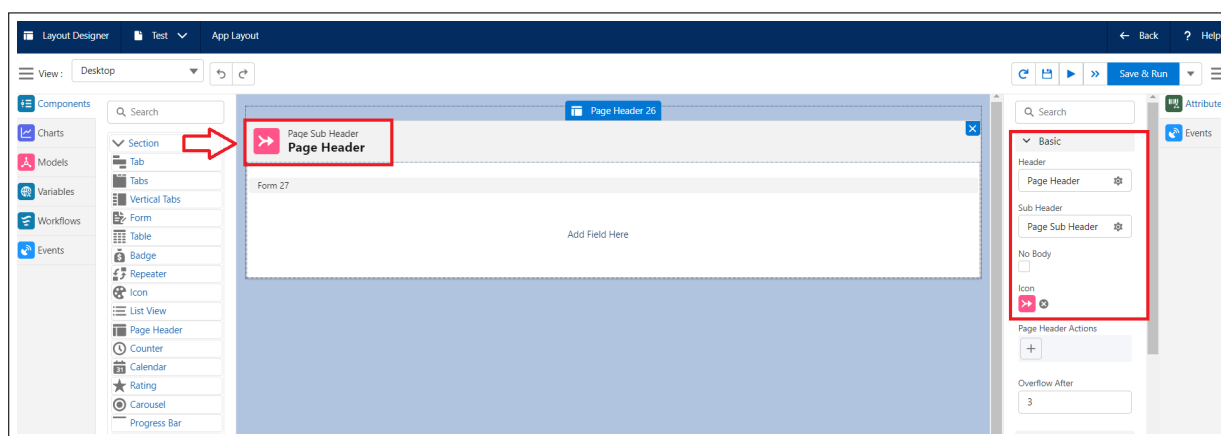 Layout Designer
Test
App Layout
Back
? Help
View :
Desktop
Save & Run
Components
Charts
Models
Variables
Workflows
Events
Search
Section
Tab
Tabs
Vertical Tabs
Form
Table
Badge
Repeater
Icon
List View
Page Header
Counter
Calendar
Rating
Carousel
Progress Bar
Page Header 26
Page Sub Header
Page Header
Form 27
Add Field Here
Search
Basic
Header
Page Header
Sub Header
Page Sub Header
No Body
Icon
Page Header Actions
+
Overflow After
3
Attribute
Events